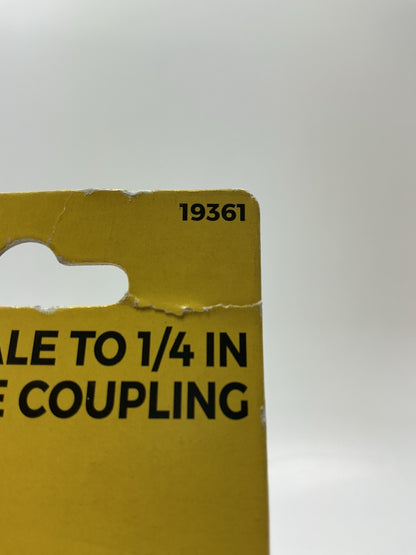 19361
ALE TO 1/4 IN
E COUPLING